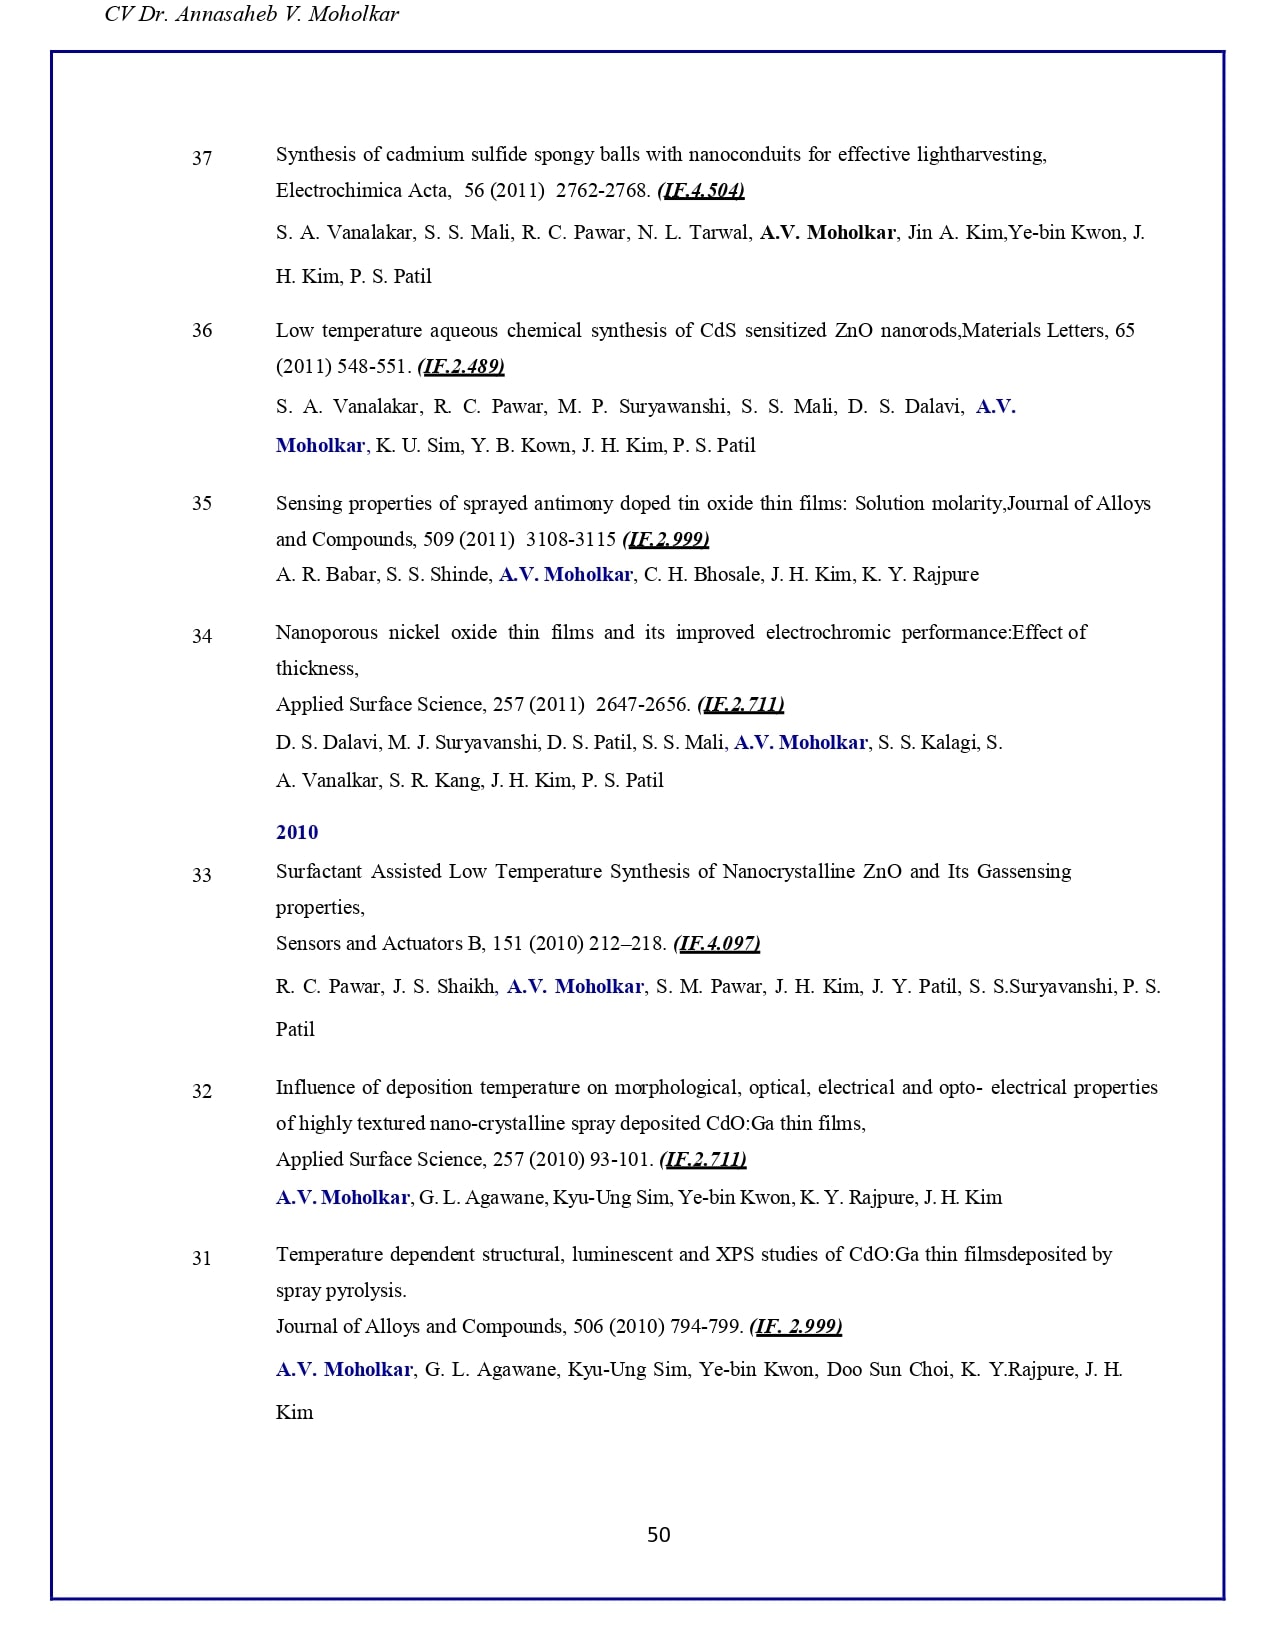 CV Dr. Annasaheb V. Moholkar
37
Synthesis of cadmium sulfide spongy balls with nanoconduits for effective lightharvesting,
Electrochimica Acta, 56 (2011) 2762-2768. (IF.4.504)
S. A. Vanalakar, S. S. Mali, R. C. Pawar, N. L. Tarwal, A.V. Moholkar, Jin A. Kim,Ye-bin Kwon, J.
H. Kim, P. S. Patil
36
Low temperature aqueous chemical synthesis of CdS sensitized ZnO nanorods,Materials Letters, 65
(2011) 548-551. (IF.2.489)
S. A. Vanalakar, R. C. Pawar, M. P. Suryawanshi, S. S. Mali, D. S. Dalavi, A.V.
Moholkar, K. U. Sim, Y. B. Kown, J. H. Kim, P. S. Patil
35
Sensing properties of sprayed antimony doped tin oxide thin films: Solution molarity,Journal of Alloys
and Compounds, 509 (2011) 3108-3115 (IF.2.999)
A. R. Babar, S. S. Shinde, A.V. Moholkar, C. H. Bhosale, J. H. Kim, K. Y. Rajpure
34
Nanoporous nickel oxide thin films and its improved electrochromic performance:Effect of
thickness,
Applied Surface Science, 257 (2011) 2647-2656. (IF.2.711)
D. S. Dalavi, M. J. Suryavanshi, D. S. Patil, S. S. Mali, A.V. Moholkar, S. S. Kalagi, S.
A. Vanalkar, S. R. Kang, J. H. Kim, P. S. Patil
2010
33
Surfactant Assisted Low Temperature Synthesis of Nanocrystalline ZnO and Its Gassensing
properties,
Sensors and Actuators B, 151 (2010) 212–218. (IF.4.097)
R. C. Pawar, J. S. Shaikh, A.V. Moholkar, S. M. Pawar, J. H. Kim, J. Y. Patil, S. S.Suryavanshi, P. S.
Patil
32
Influence of deposition temperature on morphological, optical, electrical and opto- electrical properties
of highly textured nano-crystalline spray deposited CdO:Ga thin films,
Applied Surface Science, 257 (2010) 93-101. (IF.2.711)
A.V. Moholkar, G. L. Agawane, Kyu-Ung Sim, Ye-bin Kwon, K. Y. Rajpure, J. H. Kim
31
Temperature dependent structural, luminescent and XPS studies of CdO:Ga thin filmsdeposited by
spray pyrolysis.
Journal of Alloys and Compounds, 506 (2010) 794-799. (IF. 2.999)
A.V. Moholkar, G. L. Agawane, Kyu-Ung Sim, Ye-bin Kwon, Doo Sun Choi, K. Y.Rajpure, J. H.
Kim
50